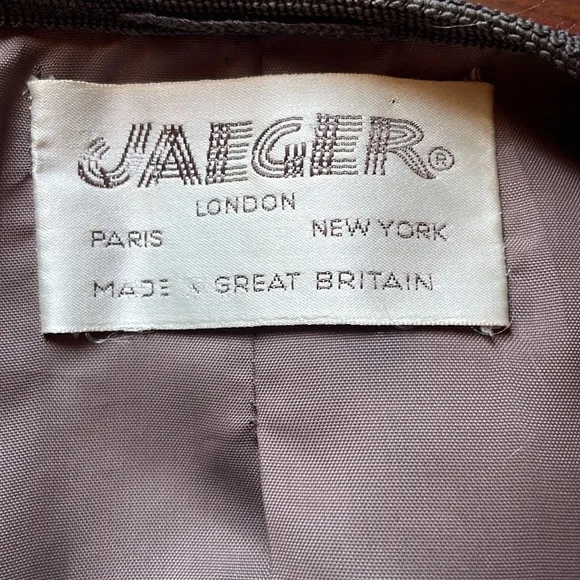 JAEGER®
LONDON
PARIS NEW YORK
MADE GREAT BRITAIN